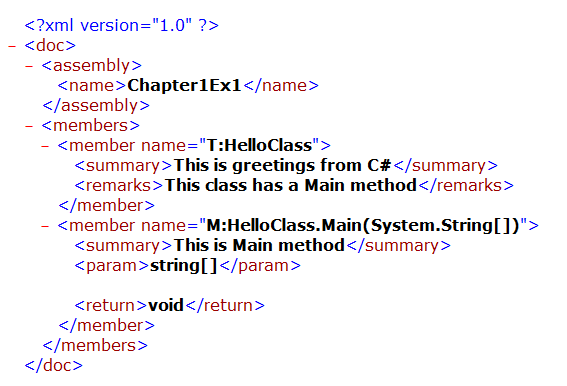 <?xml version="1.0" ?>
– <doc>
– <assembly>
<name>Chapter1Ex1</name>
</assembly>
– <members>
– <member name="T:HelloClass">
<summary>This is greetings from C#</summary>
<remarks>This class has a Main method</remarks>
</member>
– <member name="M:HelloClass.Main(System.String[])">
<summary>This is Main method</summary>
<param>string[]</param>
<return>void</return>
</member>
</members>
</doc>